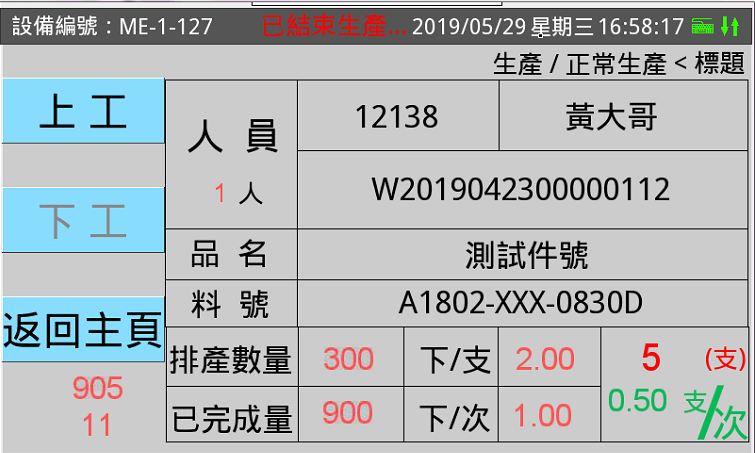 設備編號：ME-1-127 已結束生產... 2019/05/29 星期三 16:58:17
生產 / 正常生產 < 標題
上 工
下 工
返回主頁
905
11
人 員 12138 黃大哥
1 人 W2019042300000112
品 名 測試件號
料 號 A1802-XXX-0830D
排產數量 300 下/支 2.00 5 (支)
已完成量 900 下/次 1.00 0.50 支/次